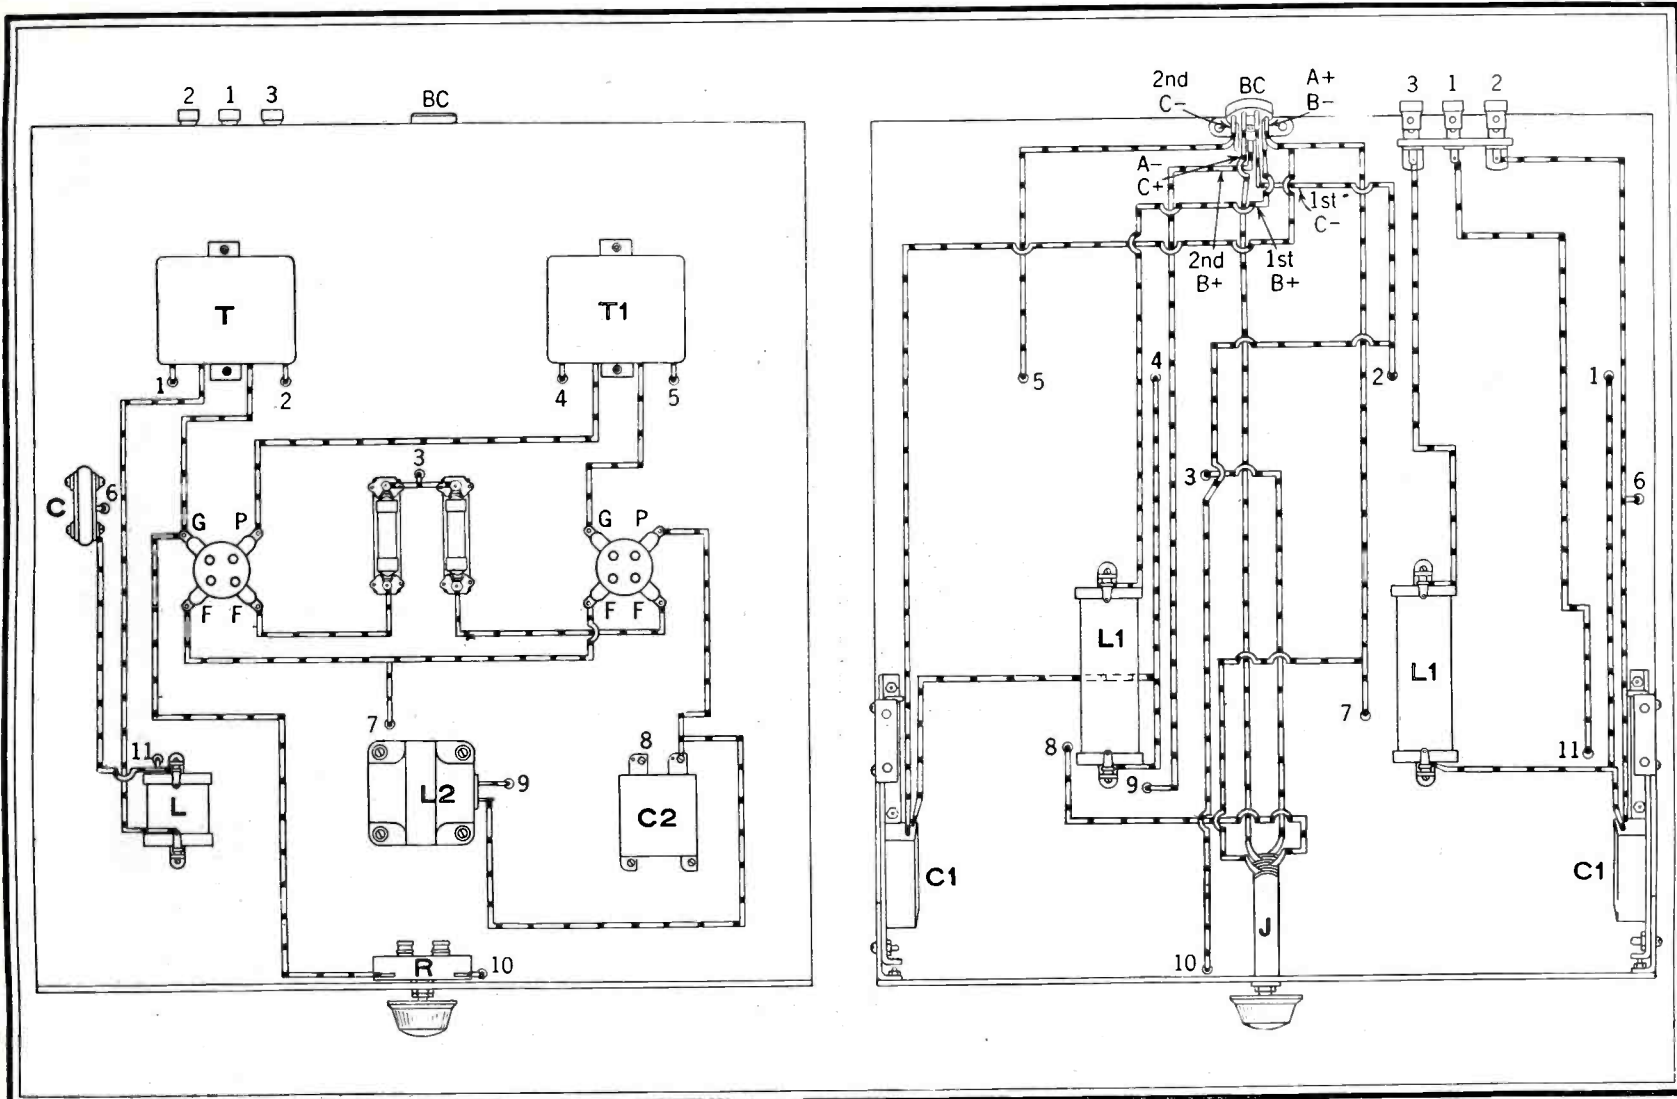 2 1 3 BC
T T1
1 2 4 5
3
C 6
G P G P
F F F F
7 8
11
L L2 9 C2
R 10
2nd C- BC A+ B- 3 1 2
A- C+
1st C-
2nd B+ 1st B+
5 4 2 1
3 6
L1 L1
7
8 9 11
C1 C1
J
10